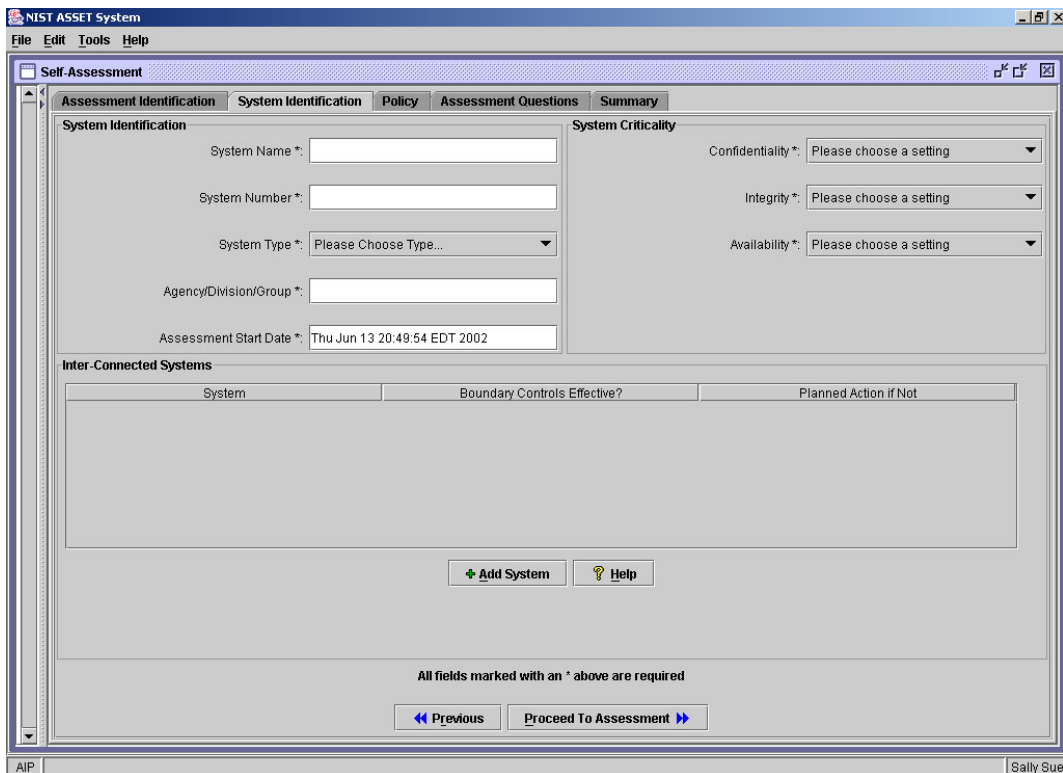 NIST ASSET System
File Edit Tools Help
Self-Assessment
Assessment Identification System Identification Policy Assessment Questions Summary
System Identification
System Name *:
System Number *:
System Type *: Please Choose Type...
Agency/Division/Group *:
Assessment Start Date *: Thu Jun 13 20:49:54 EDT 2002
System Criticality
Confidentiality *: Please choose a setting
Integrity *: Please choose a setting
Availability *: Please choose a setting
Inter-Connected Systems
System Boundary Controls Effective? Planned Action if Not
Add System Help
All fields marked with an * above are required
Previous Proceed To Assessment
AIP Sally Sue